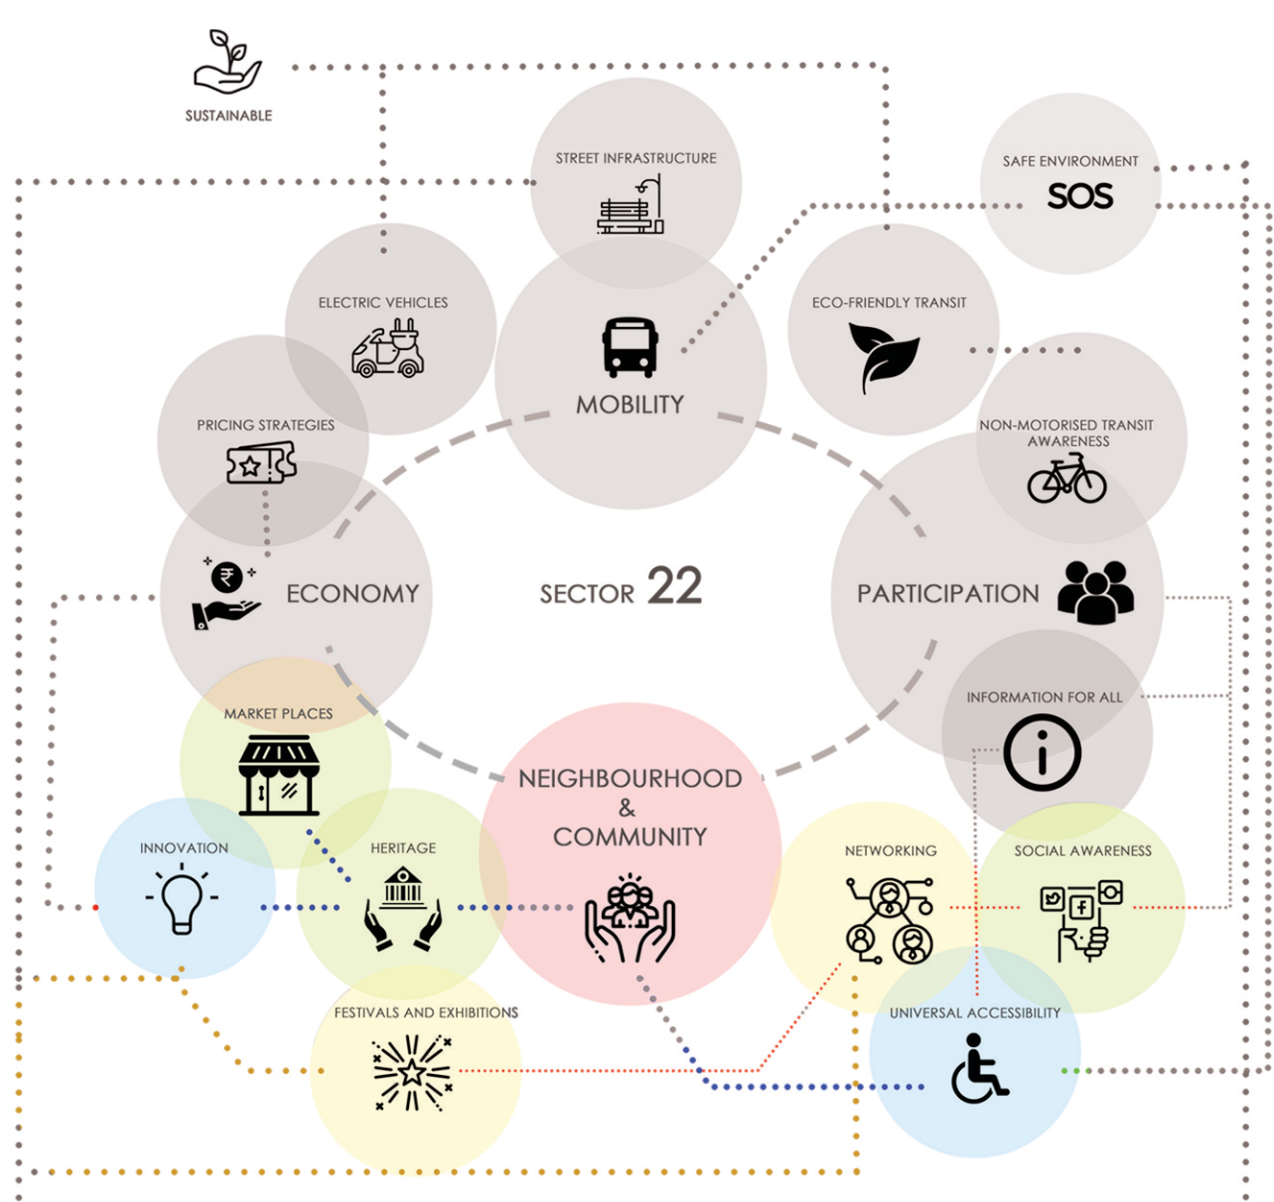 SUSTAINABLE
STREET INFRASTRUCTURE
SAFE ENVIRONMENT
SOS
ELECTRIC VEHICLES
ECO-FRIENDLY TRANSIT
MOBILITY
PRICING STRATEGIES
NON-MOTORISED TRANSIT
AWARENESS
₹
ECONOMY
SECTOR 22
PARTICIPATION
INFORMATION FOR ALL
i
MARKET PLACES
NEIGHBOURHOOD
&
COMMUNITY
INNOVATION
HERITAGE
NETWORKING
SOCIAL AWARENESS
f
FESTIVALS AND EXHIBITIONS
UNIVERSAL ACCESSIBILITY